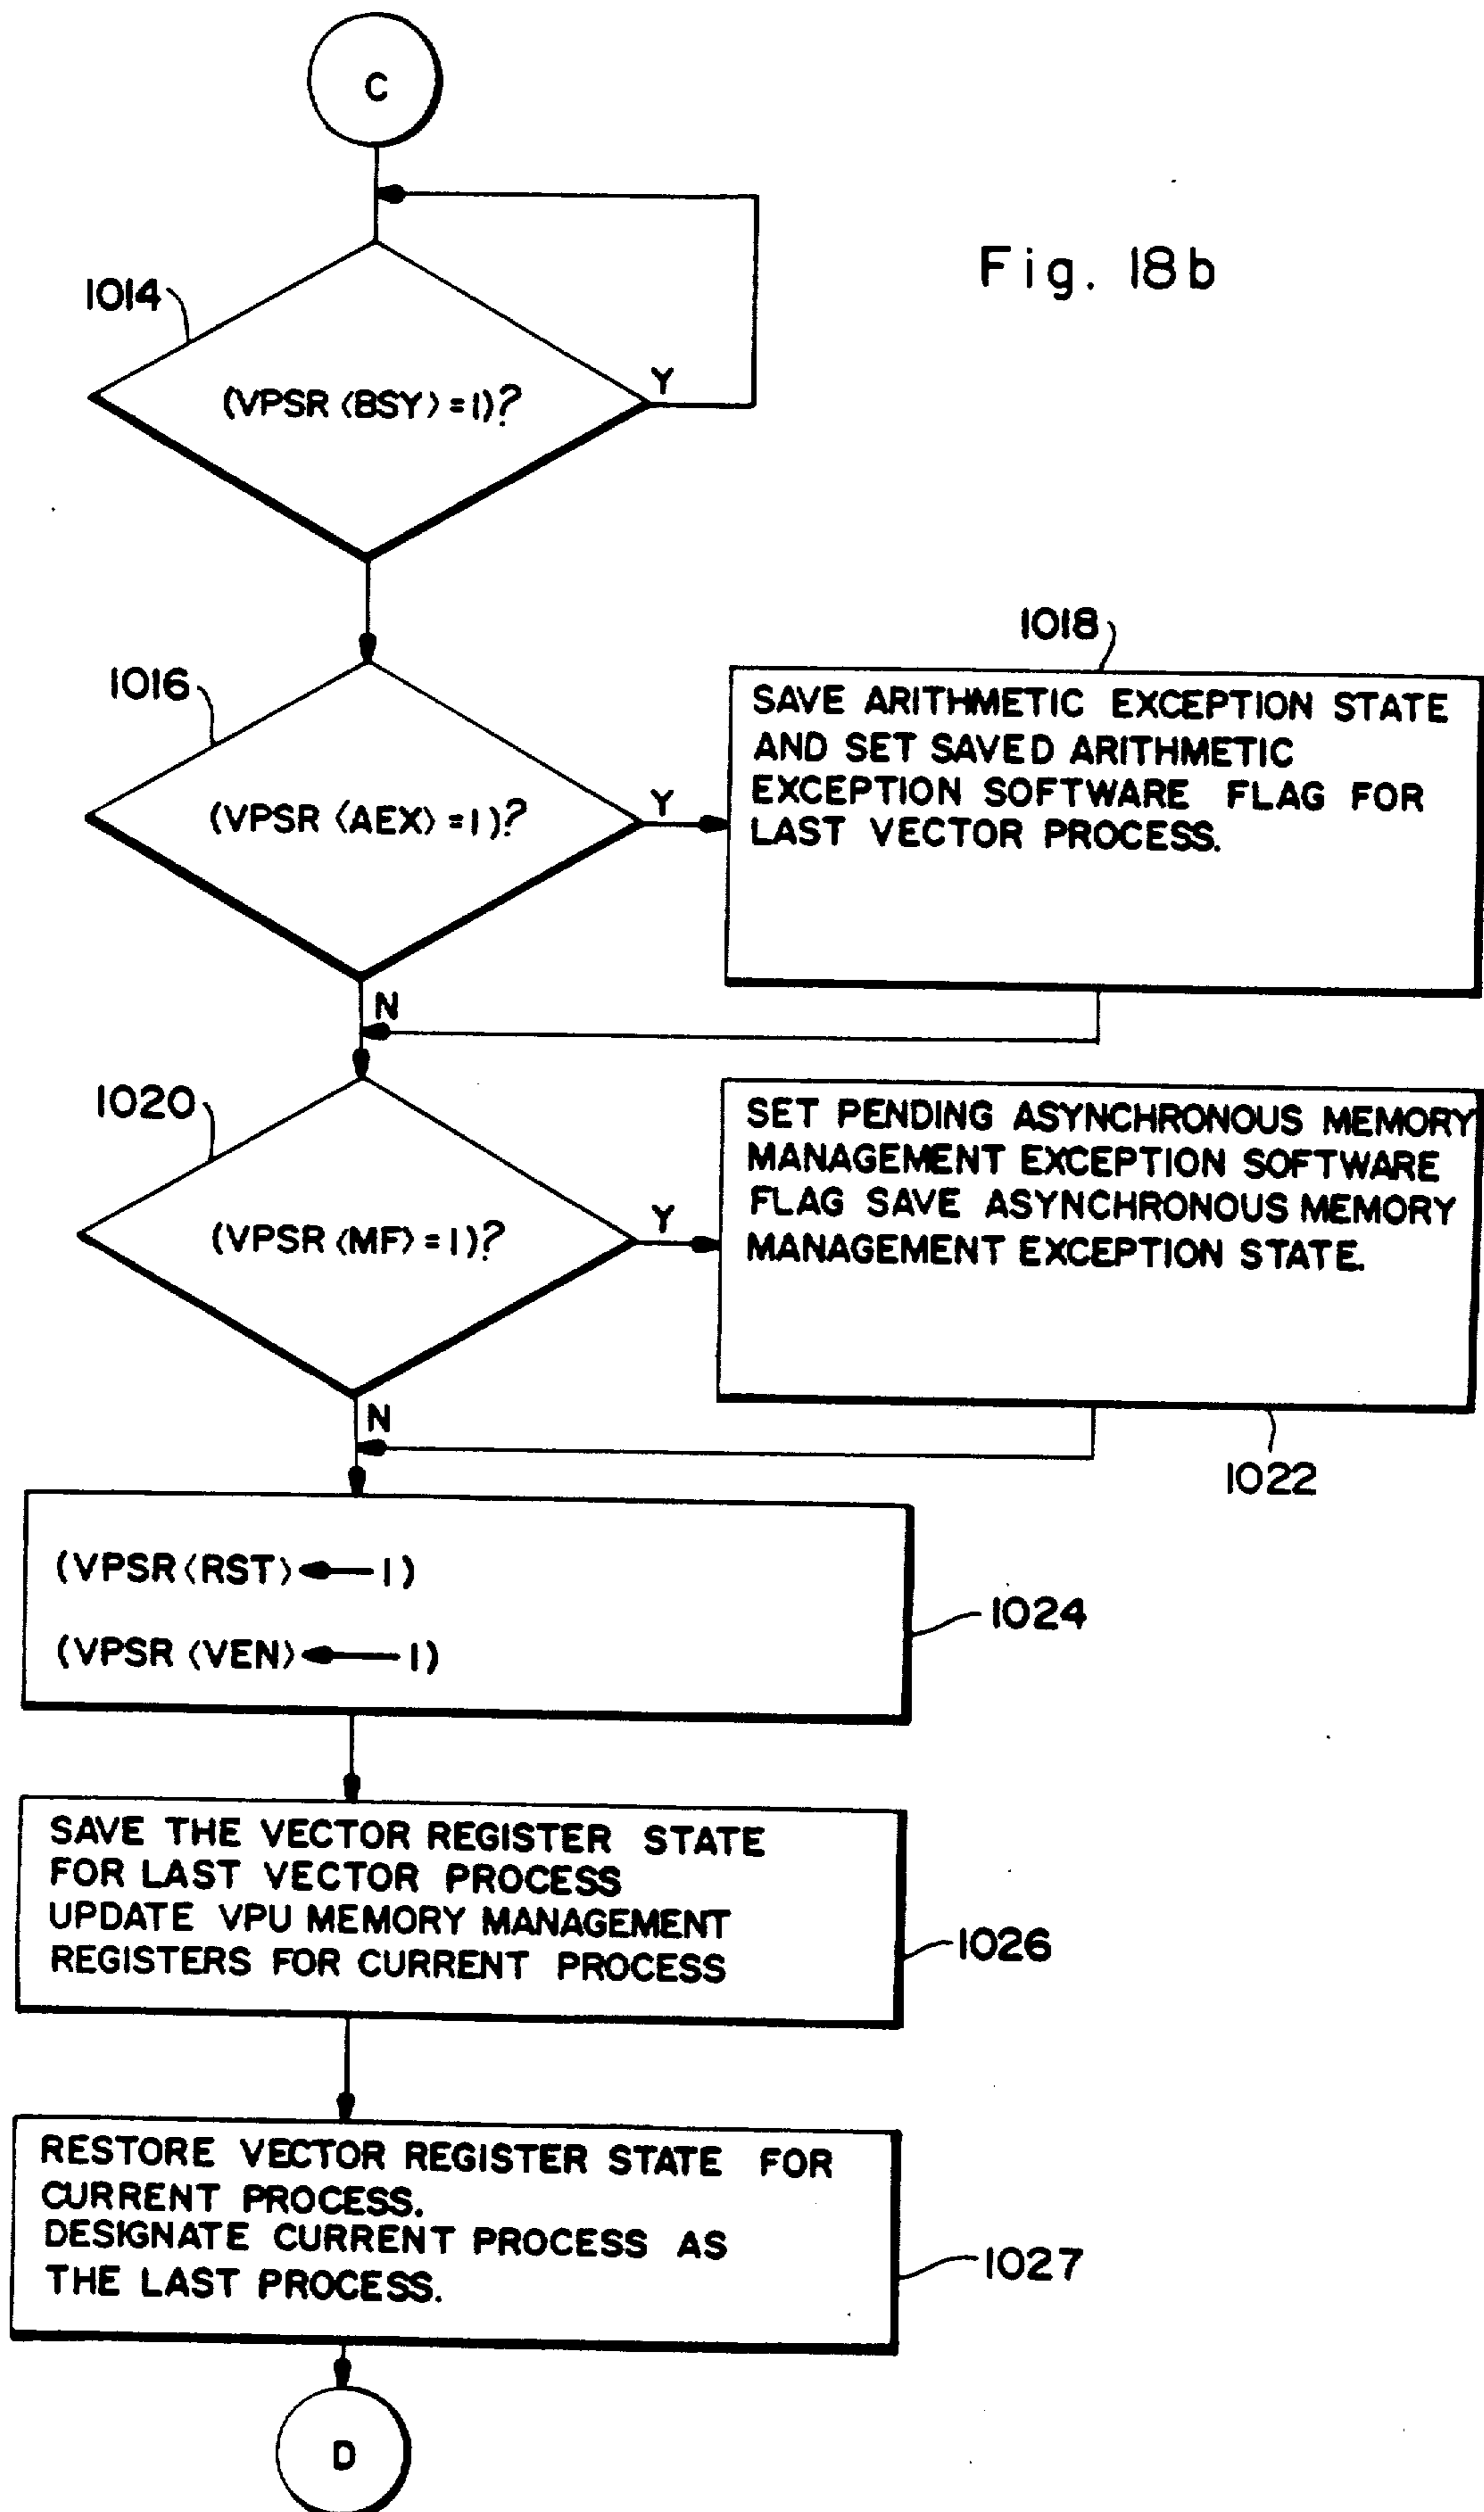 C
Fig. 18b
1014
(VPSR <BSY> = 1)?
Y
1016
(VPSR <AEX> = 1)?
Y
N
1018
SAVE ARITHMETIC EXCEPTION STATE
AND SET SAVED ARITHMETIC
EXCEPTION SOFTWARE FLAG FOR
LAST VECTOR PROCESS.
1020
(VPSR <MF> = 1)?
Y
N
SET PENDING ASYNCHRONOUS MEMORY
MANAGEMENT EXCEPTION SOFTWARE
FLAG SAVE ASYNCHRONOUS MEMORY
MANAGEMENT EXCEPTION STATE.
1022
(VPSR <RST> ← 1)
(VPSR <VEN> ← 1)
1024
SAVE THE VECTOR REGISTER STATE
FOR LAST VECTOR PROCESS
UPDATE VPU MEMORY MANAGEMENT
REGISTERS FOR CURRENT PROCESS
1026
RESTORE VECTOR REGISTER STATE FOR
CURRENT PROCESS.
DESIGNATE CURRENT PROCESS AS
THE LAST PROCESS.
1027
D